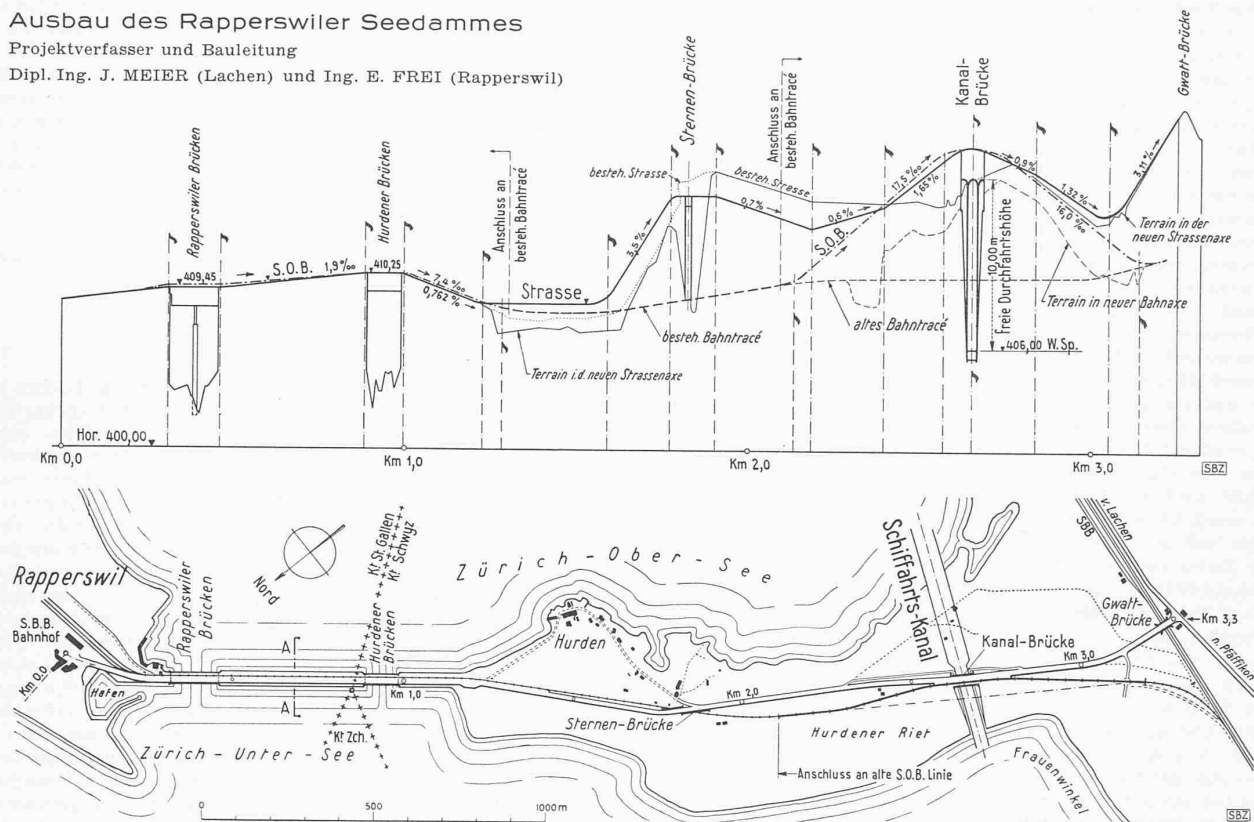 Ausbau des Rapperswiler Seedammes
Projektverfasser und Bauleitung
Dipl. Ing. J. MEIER (Lachen) und Ing. E. FREI (Rapperswil)
Rapperswiler Brücken
Hurdener Brücken
Anschluss an
besteh. Bahntracé
besteh. Strasse
Sternen-Brücke
besteh. Strasse
Anschluss an
besteh. Bahntracé
Kanal-
Brücke
Gwatt-Brücke
409,45
S.O.B.
1,9‰
410,25
7,4‰
0,762 %
Strasse
3,5%
0,7%
0,6%
S.O.B.
17,5‰
1,65%
0,9%
1,32%
16,0‰
3,11%
Terrain in der
neuen Strassenaxe
Terrain in neuer Bahnaxe
Freie Durchfahrtshöhe
10,00 m
406,00 W.Sp.
altes Bahntracé
besteh. Bahntracé
Terrain i.d. neuen Strassenaxe
Hor. 400,00
Km 0,0
Km 1,0
Km 2,0
Km 3,0
SBZ
Rapperswil
S.B.B.
Bahnhof
Km 0,0
Hafen
Rapperswiler
Brücken
Nord
A
A
Kt St. Gallen
Kt Schwyz
Hurdener
Brücken
Km 1,0
Kt Zch.
Zürich-Ober-See
Zürich-Unter-See
Hurden
Sternen-Brücke
Km 2,0
Hurdener Riet
Anschluss an alte S.O.B. Linie
Schiffahrts-Kanal
Kanal-Brücke
Km 3,0
Gwatt-
Brücke
v. Lachen
SBB
Km 3,3
n. Pfäffikon
Frauenwinkel
0
500
1000 m
SBZ